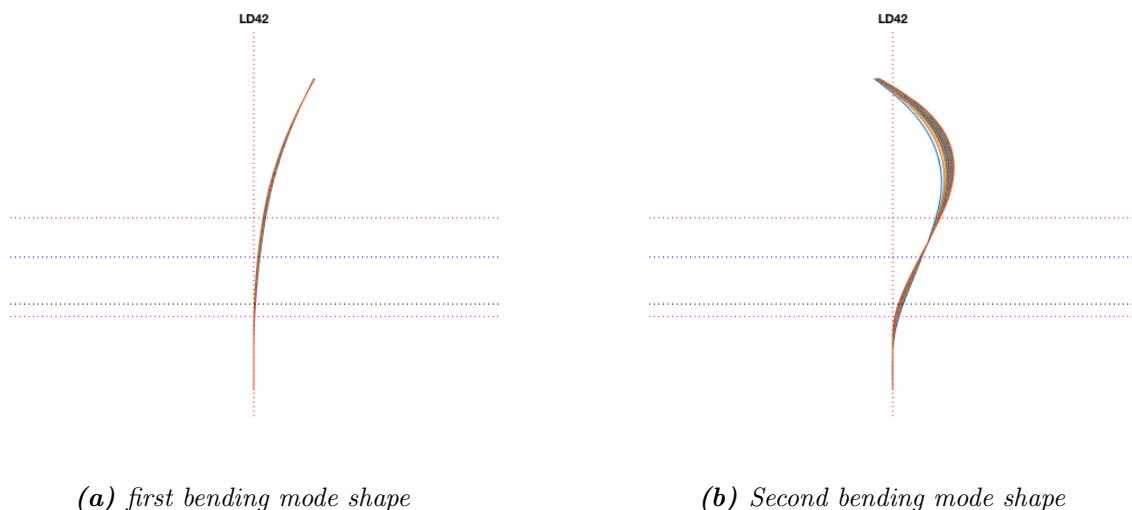 LD42
LD42
(a) first bending mode shape
(b) Second bending mode shape